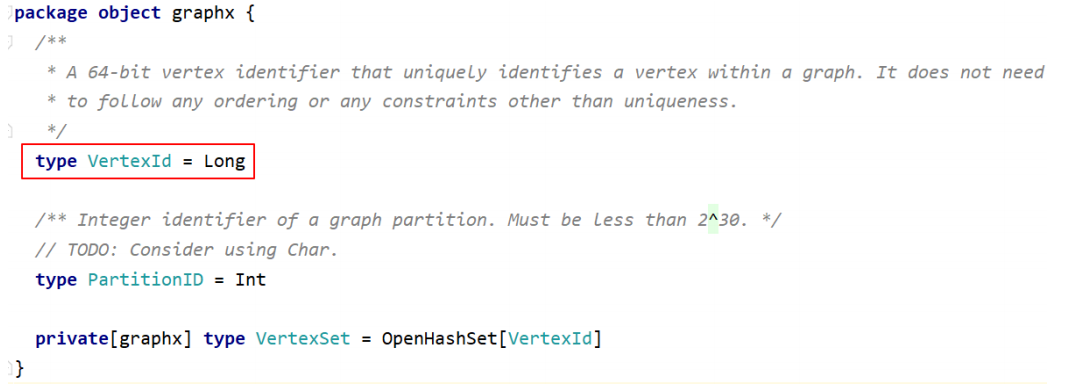 package object graphx {
/**
* A 64-bit vertex identifier that uniquely identifies a vertex within a graph. It does not need
* to follow any ordering or any constraints other than uniqueness.
*/
type VertexId = Long
/** Integer identifier of a graph partition. Must be less than 2^30. */
// TODO: Consider using Char.
type PartitionID = Int
private[graphx] type VertexSet = OpenHashSet[VertexId]
}